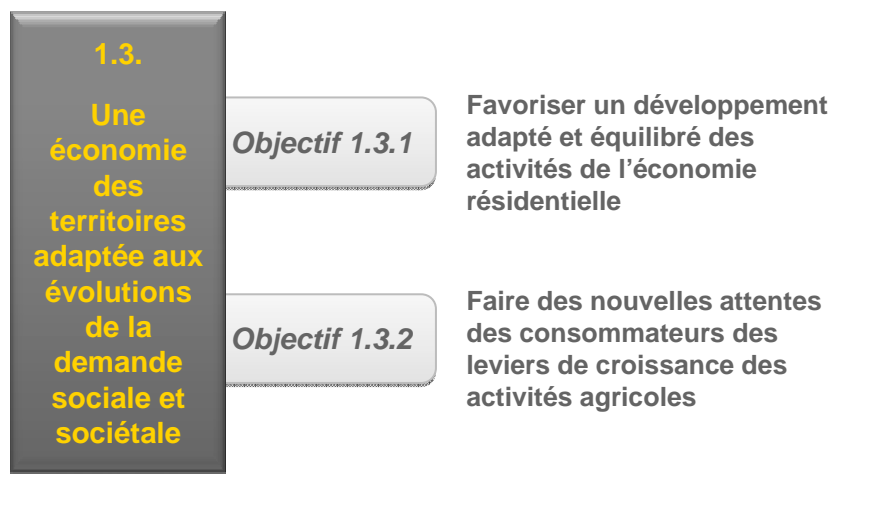 1.3.
Une
économie
des
territoires
adaptée aux
évolutions
de la
demande
sociale et
sociétale
Objectif 1.3.1
Favoriser un développement
adapté et équilibré des
activités de l’économie
résidentielle
Objectif 1.3.2
Faire des nouvelles attentes
des consommateurs des
leviers de croissance des
activités agricoles